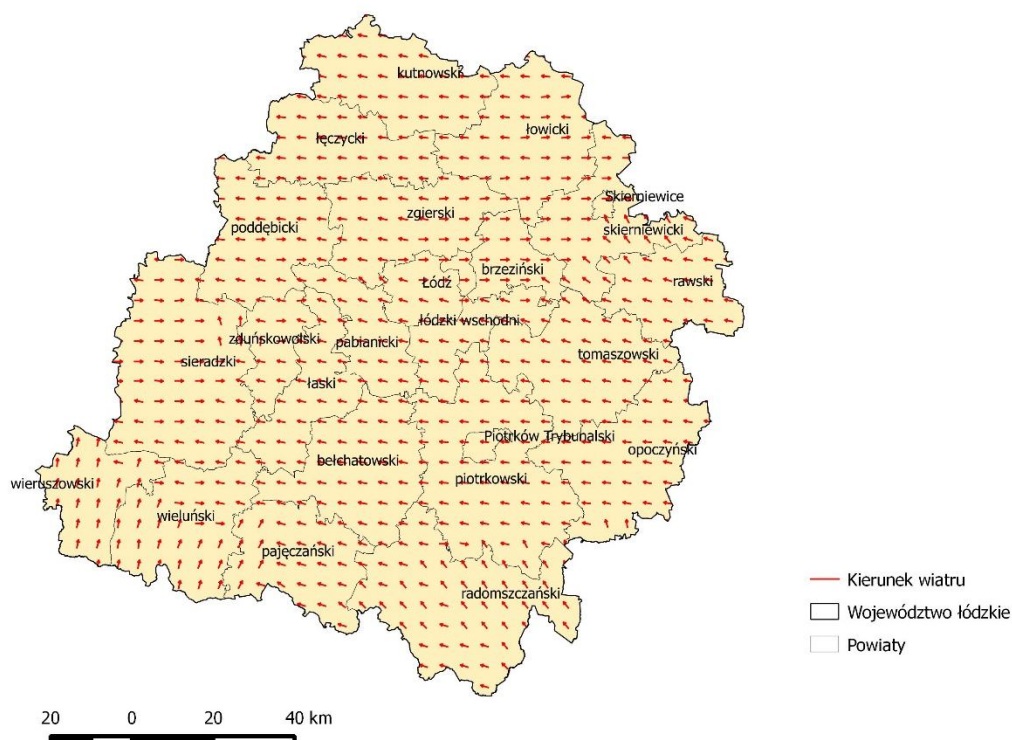 kutnowski
łowicki
łęczycki
Skierniewice
zgierski
poddębicki
skierniewicki
brzeziński
Łódź
rawski
łódzki wschodni
zduńskowolski
pabianicki
tomaszowski
sieradzki
łaski
Piotrków Trybunalski
opoczyński
bełchatowski
wieruszowski
piotrkowski
wieluński
pajęczański
radomszczański
Kierunek wiatru
Województwo łódzkie
Powiaty
20 0 20 40 km